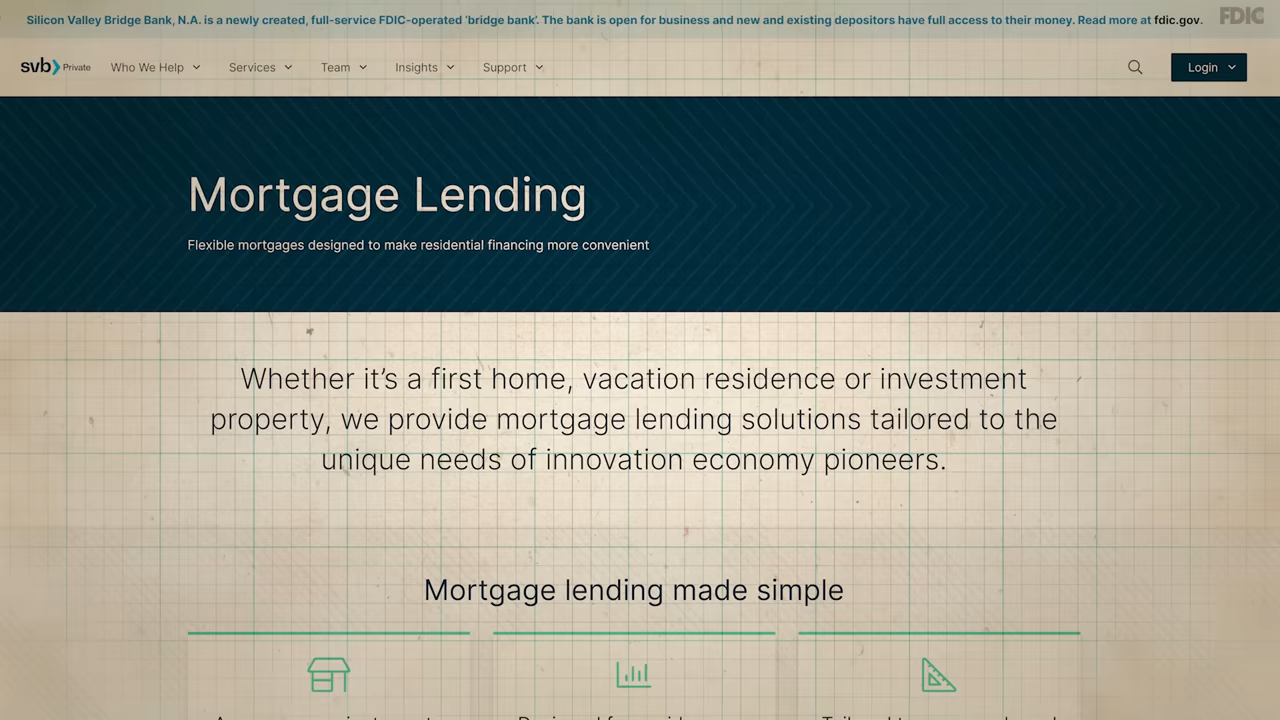 Silicon Valley Bridge Bank, N.A. is a newly created, full-service FDIC-operated ‘bridge bank’. The bank is open for business and new and existing depositors have full access to their money. Read more at fdic.gov.
FDIC
svb Private
Who We Help
Services
Team
Insights
Support
Login
Mortgage Lending
Flexible mortgages designed to make residential financing more convenient
Whether it’s a first home, vacation residence or investment
property, we provide mortgage lending solutions tailored to the
unique needs of innovation economy pioneers.
Mortgage lending made simple